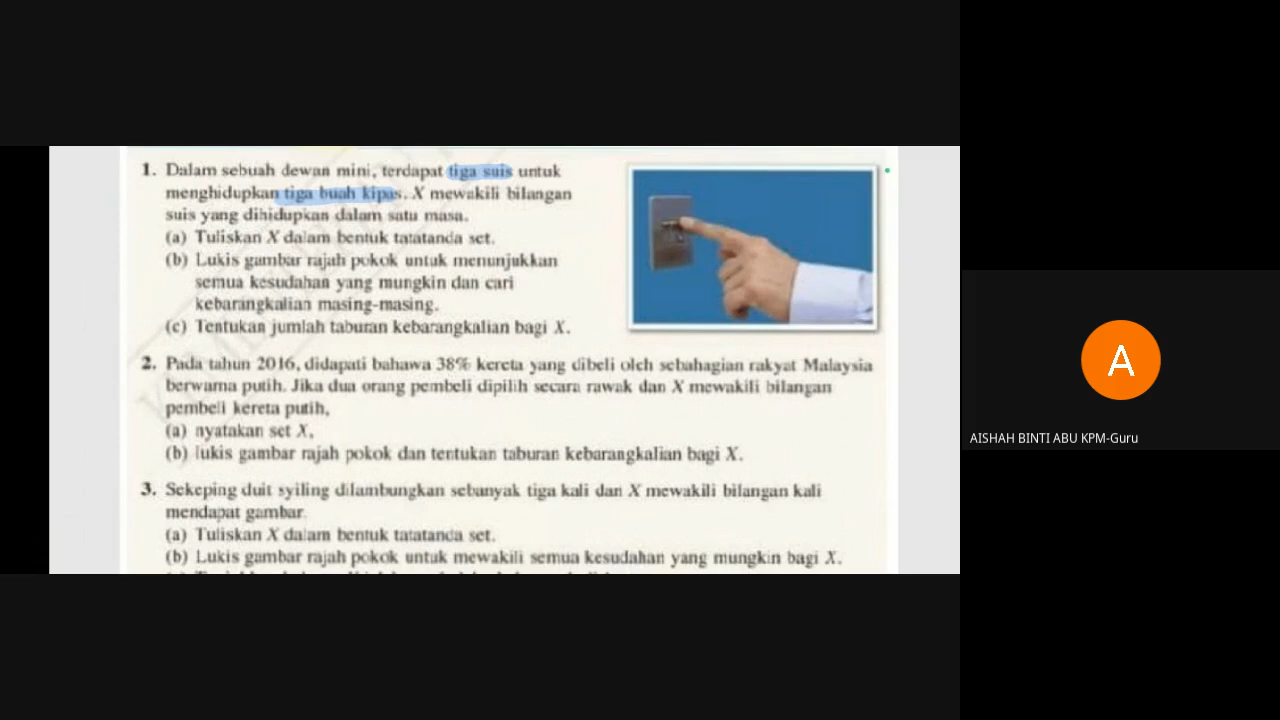 1. Dalam sebuah dewan mini, terdapat tiga suis untuk
menghidupkan tiga buah kipas. X mewakili bilangan
suis yang dihidupkan dalam satu masa.
(a) Tuliskan X dalam bentuk tatatanda set.
(b) Lukis gambar rajah pokok untuk menunjukkan
semua kesudahan yang mungkin dan cari
kebarangkalian masing-masing.
(c) Tentukan jumlah taburan kebarangkalian bagi X.
2. Pada tahun 2016, didapati bahawa 38% kereta yang dibeli oleh sebahagian rakyat Malaysia
berwarna putih. Jika dua orang pembeli dipilih secara rawak dan X mewakili bilangan
pembeli kereta putih,
(a) nyatakan set X,
(b) lukis gambar rajah pokok dan tentukan taburan kebarangkalian bagi X.
3. Sekeping duit syiling dilambungkan sebanyak tiga kali dan X mewakili bilangan kali
mendapat gambar.
(a) Tuliskan X dalam bentuk tatatanda set.
(b) Lukis gambar rajah pokok untuk mewakili semua kesudahan yang mungkin bagi X.
A
AISHAH BINTI ABU KPM-Guru